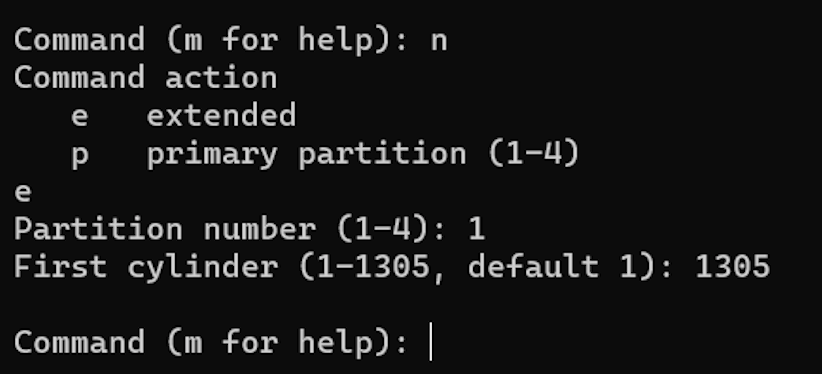 Command (m for help): n
Command action
   e   extended
   p   primary partition (1-4)
e
Partition number (1-4): 1
First cylinder (1-1305, default 1): 1305

Command (m for help):